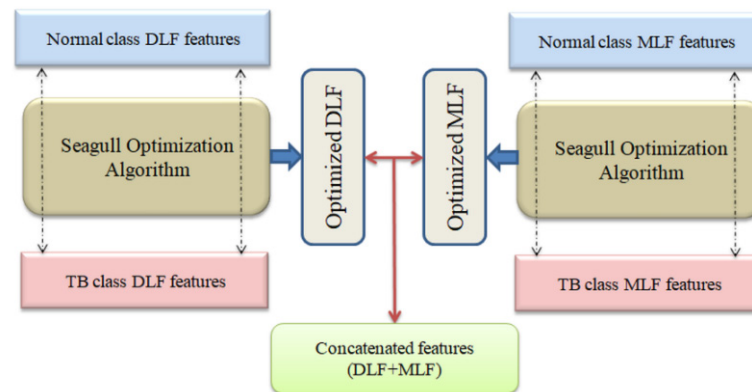 Normal class DLF features
Normal class MLF features
Seagull Optimization
Algorithm
Optimized DLF
Optimized MLF
Seagull Optimization
Algorithm
TB class DLF features
TB class MLF features
Concatenated features
(DLF+MLF)